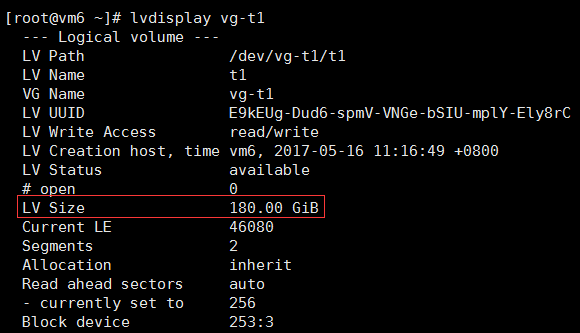 [root@vm6 ~]# lvdisplay vg-t1
--- Logical volume ---
LV Path /dev/vg-t1/t1
LV Name t1
VG Name vg-t1
LV UUID E9kEUg-Dud6-spmV-VNGe-bSIU-mplY-Ely8rC
LV Write Access read/write
LV Creation host, time vm6, 2017-05-16 11:16:49 +0800
LV Status available
# open 0
LV Size 180.00 GiB
Current LE 46080
Segments 2
Allocation inherit
Read ahead sectors auto
- currently set to 256
Block device 253:3